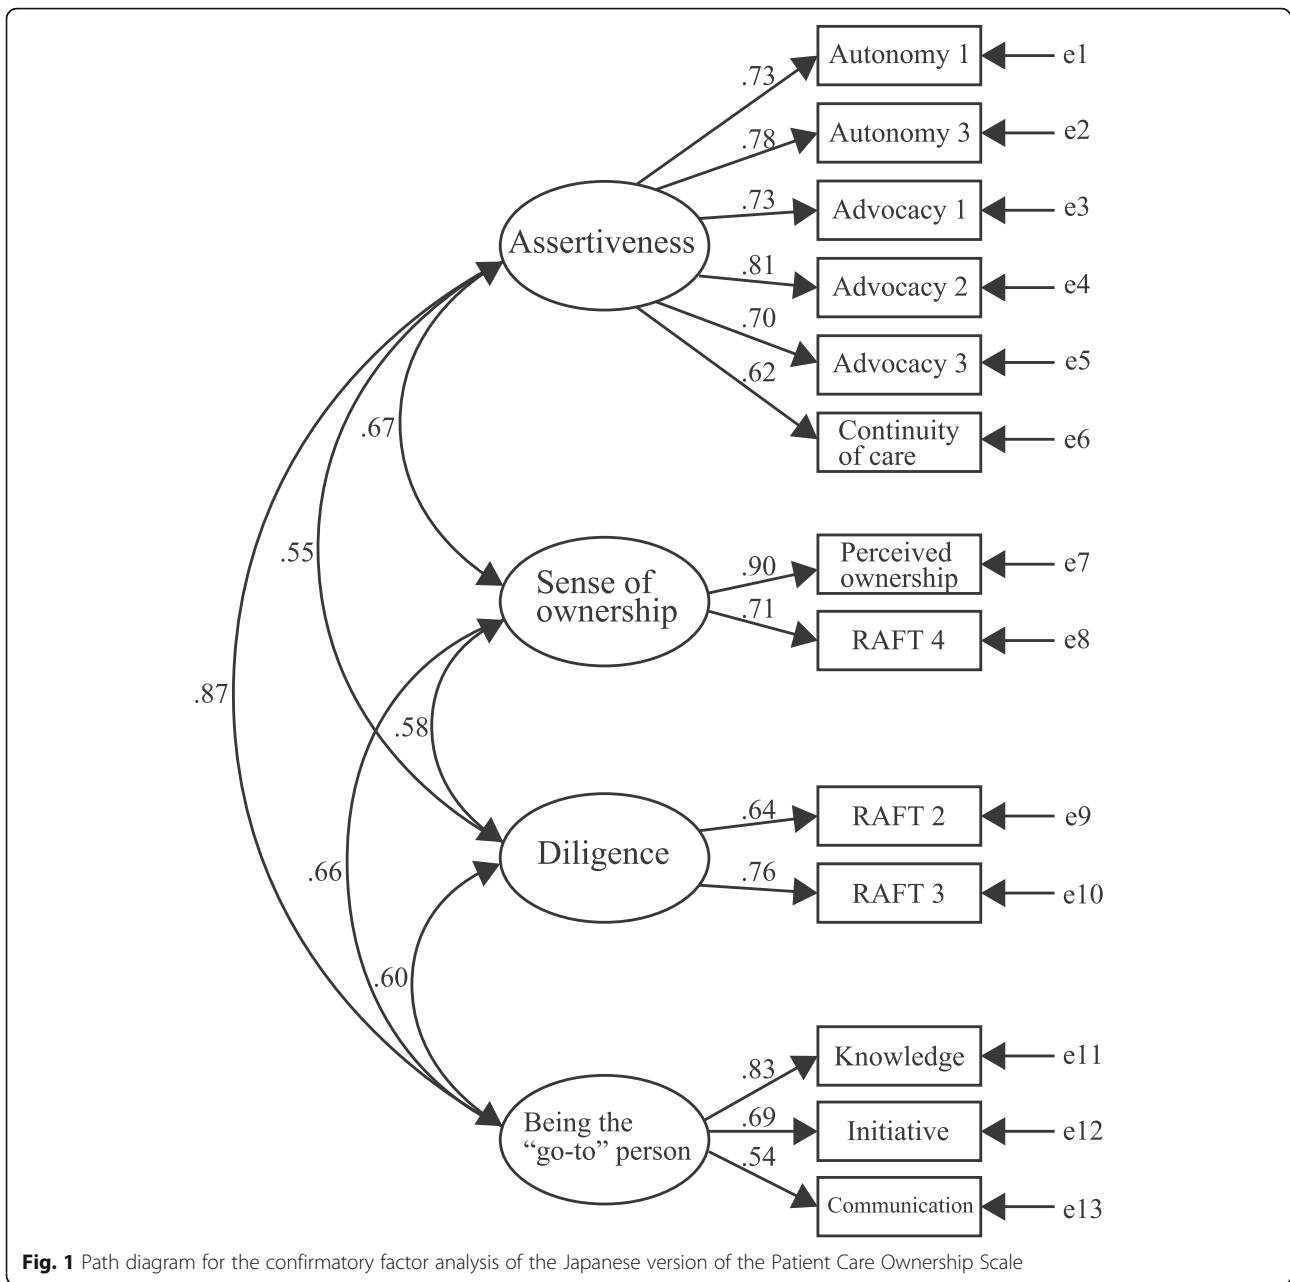 Autonomy 1
e1
.73
Autonomy 3
e2
.78
Advocacy 1
e3
.73
Assertiveness
Advocacy 2
e4
.81
Advocacy 3
e5
.70
Continuity
of care
e6
.62
.67
.55
.87
Sense of
ownership
.90
Perceived
ownership
e7
.71
RAFT 4
e8
.58
.66
Diligence
.64
RAFT 2
e9
.76
RAFT 3
e10
.60
Being the
“go-to” person
.83
Knowledge
e11
.69
Initiative
e12
.54
Communication
e13
Fig. 1 Path diagram for the confirmatory factor analysis of the Japanese version of the Patient Care Ownership Scale